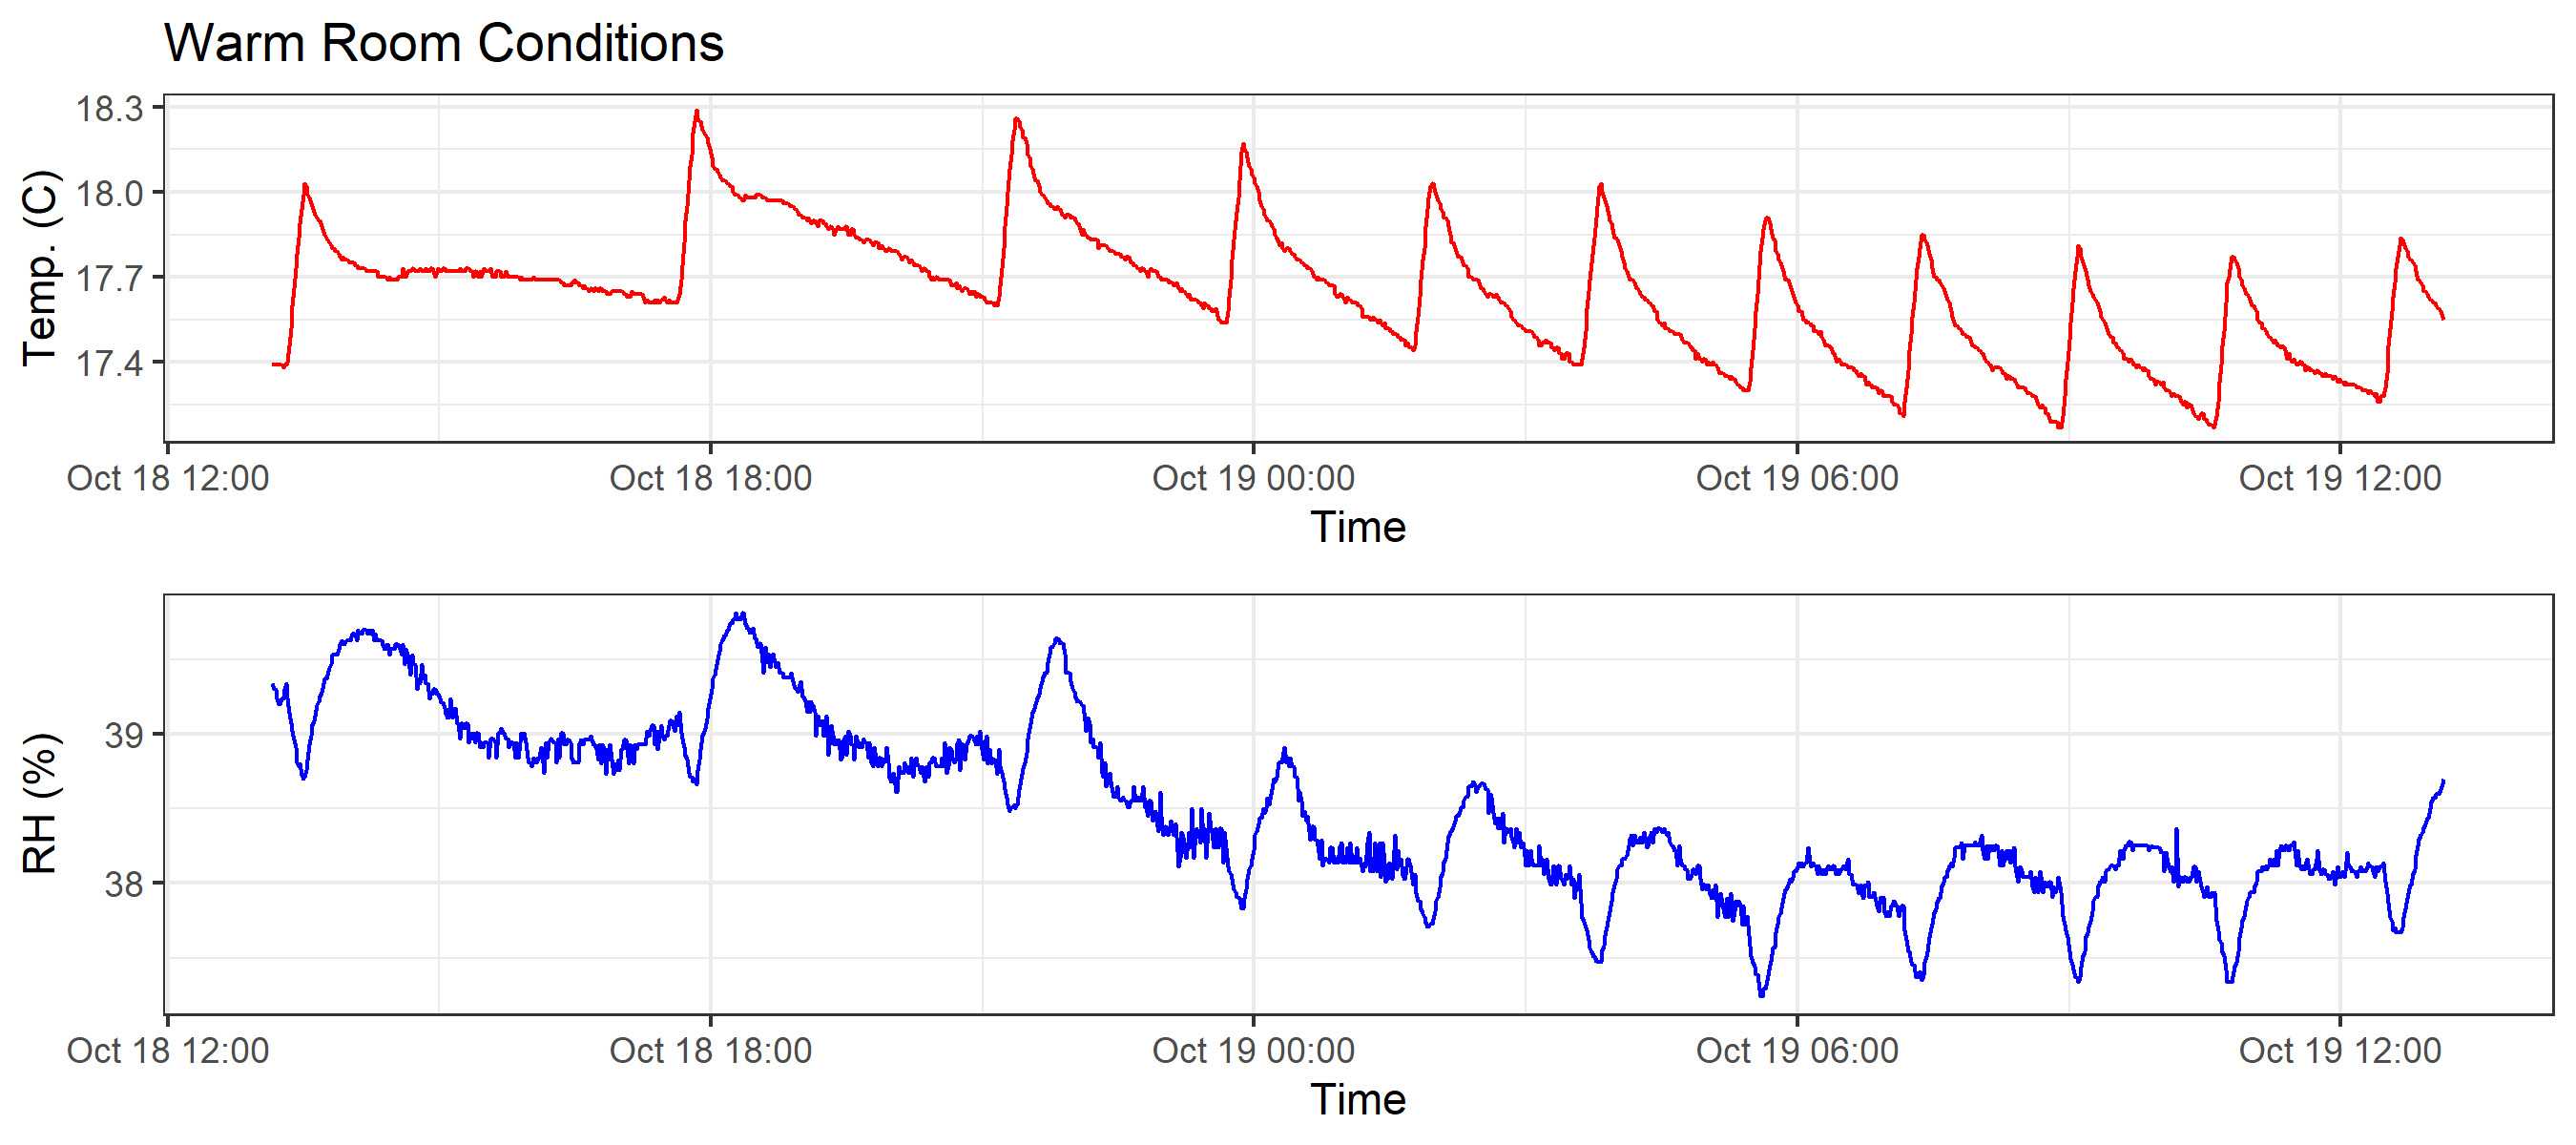 Warm Room Conditions
Temp. (C)
18.3
18.0
17.7
17.4
Oct 18 12:00 Oct 18 18:00 Oct 19 00:00 Oct 19 06:00 Oct 19 12:00
Time
RH (%)
39
38
Oct 18 12:00 Oct 18 18:00 Oct 19 00:00 Oct 19 06:00 Oct 19 12:00
Time